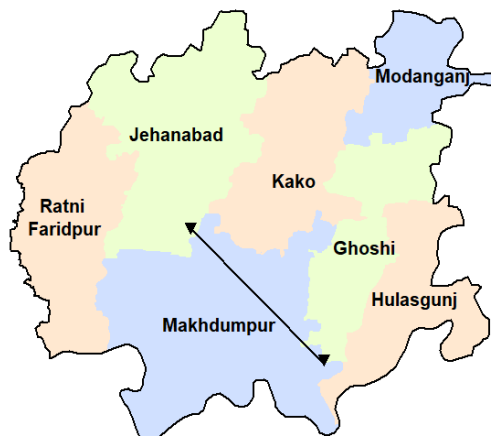 Modanganj
Jehanabad
Kako
Ratni
Faridpur
Ghoshi
Hulasgunj
Makhdumpur